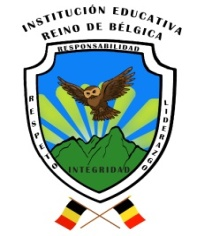 INSTITUCIÓN EDUCATIVA
REINO DE BÉLGICA
RESPONSABILIDAD
RESPETO
LIDERAZGO
INTEGRIDAD